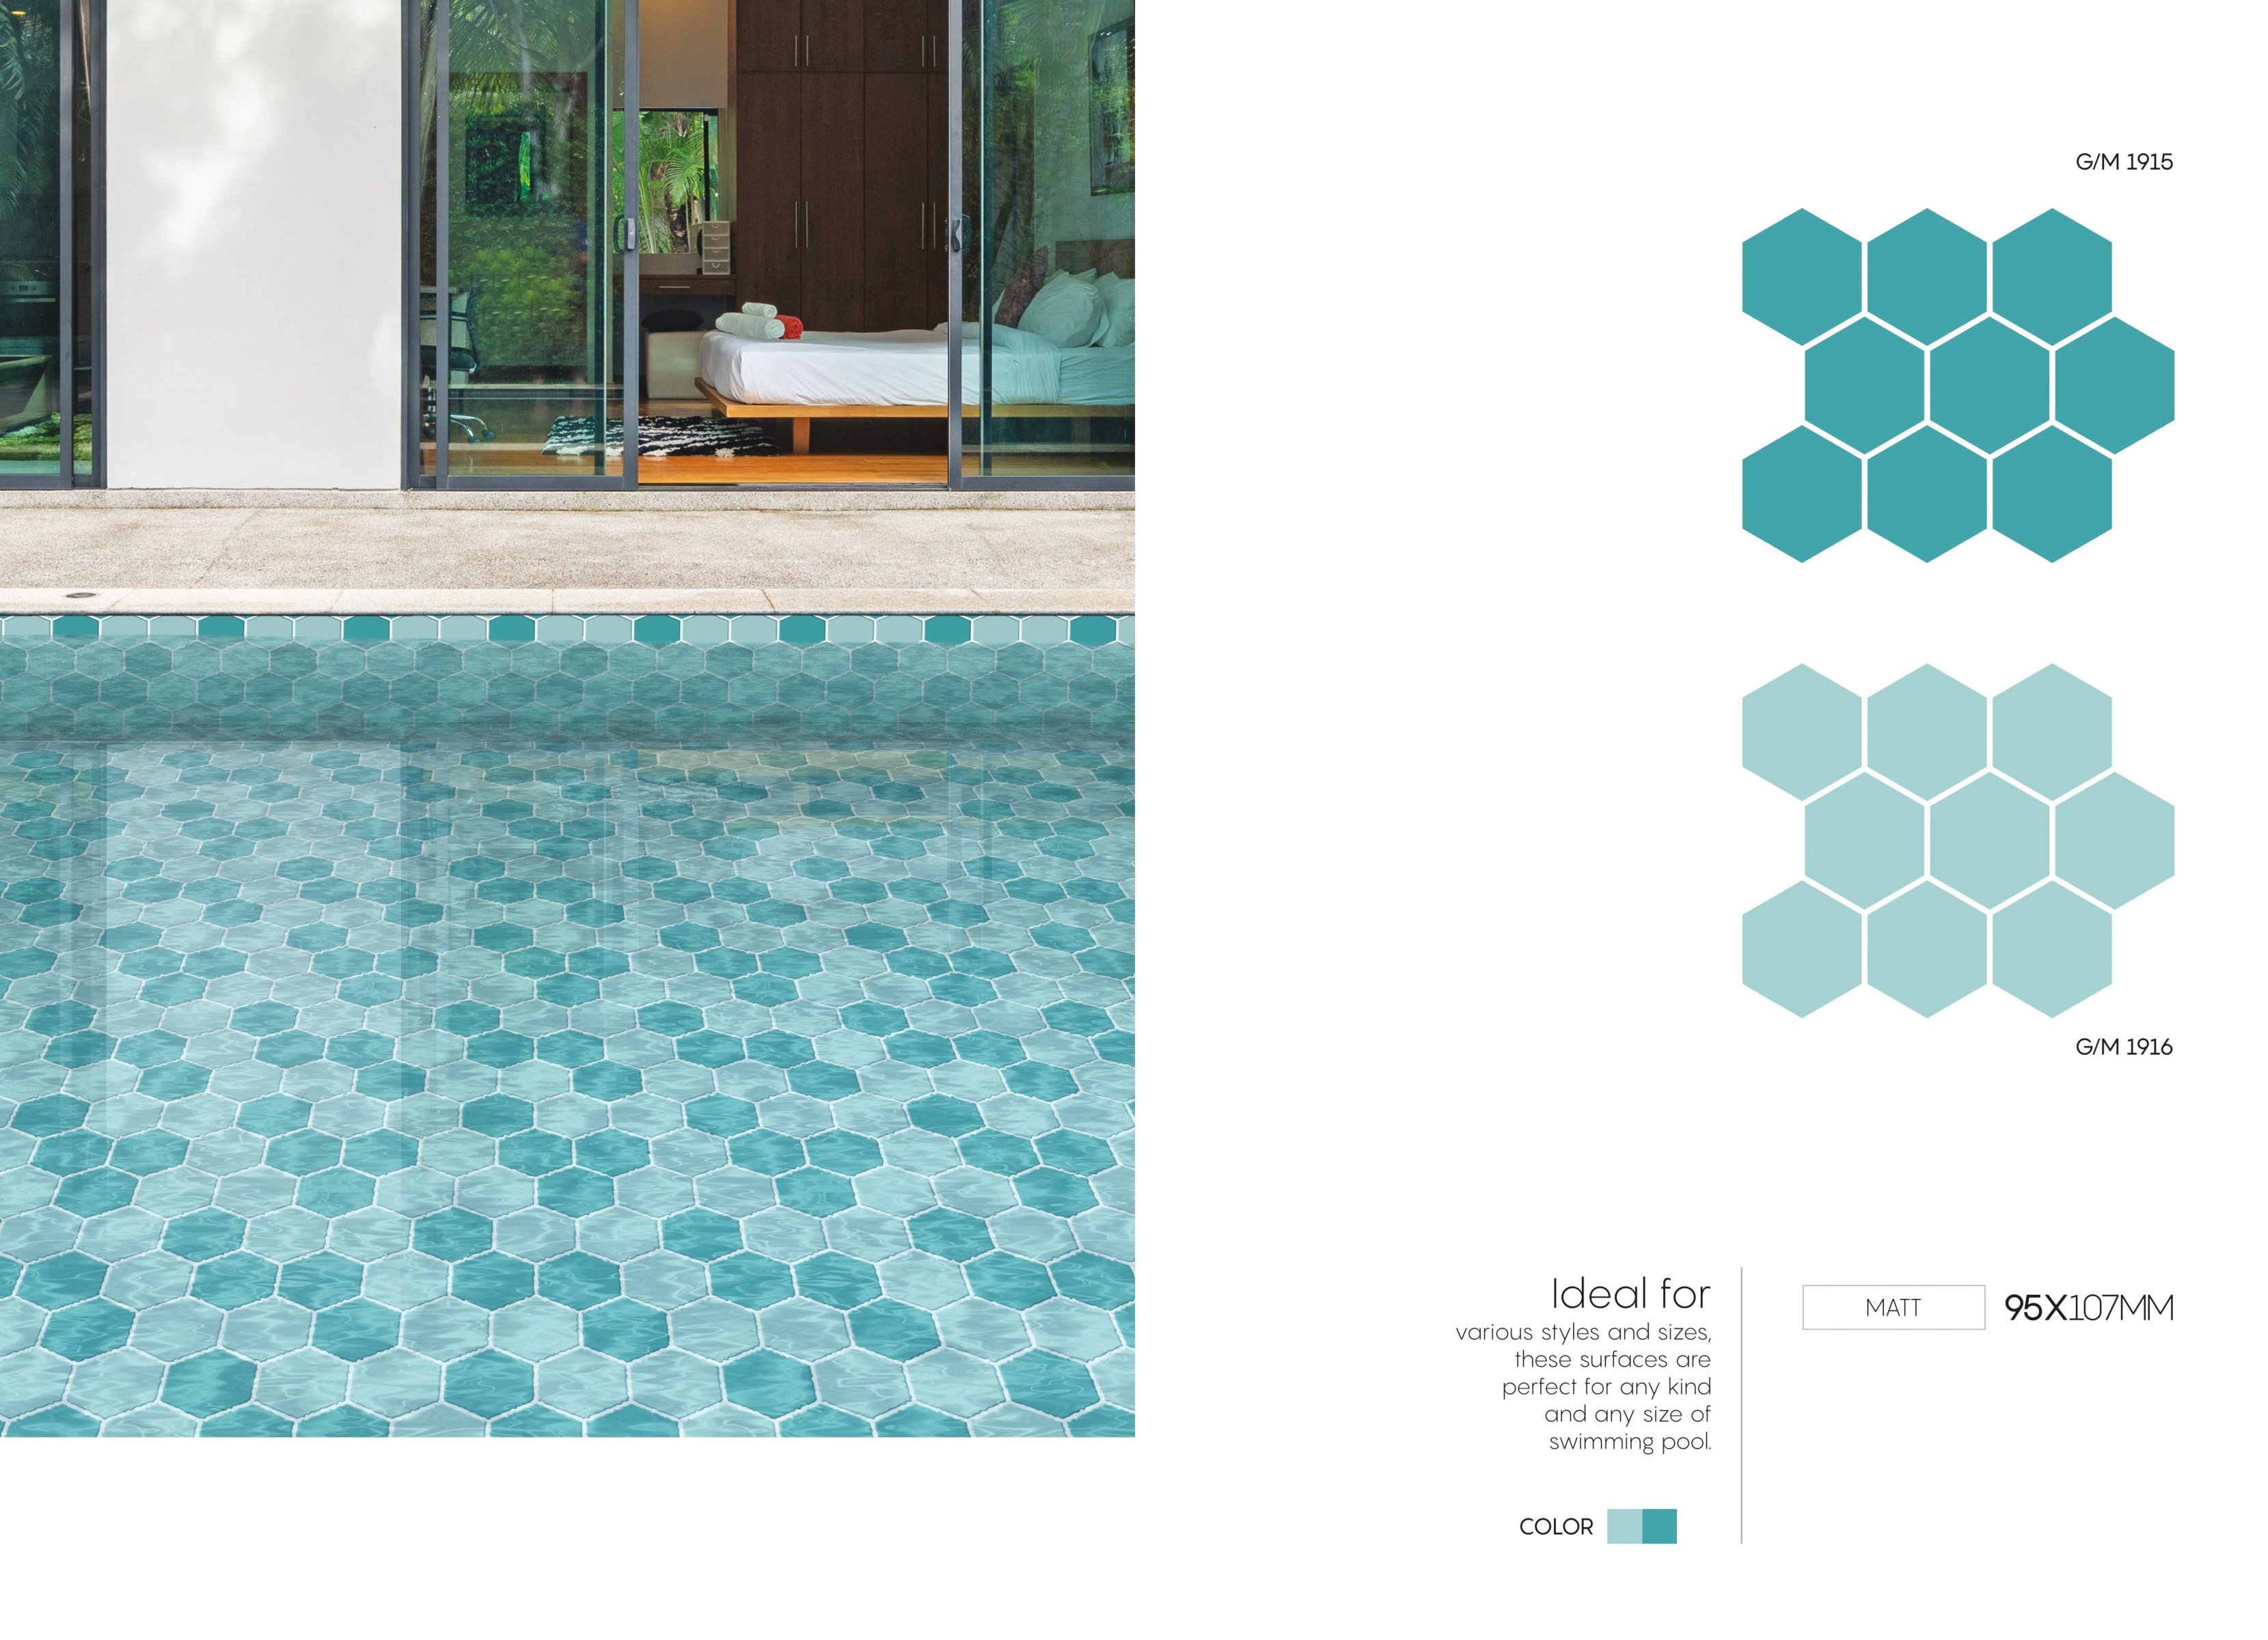 G/M 1915
G/M 1916
Ideal for
various styles and sizes,
these surfaces are
perfect for any kind
and any size of
swimming pool.
COLOR
MATT
95X107MM